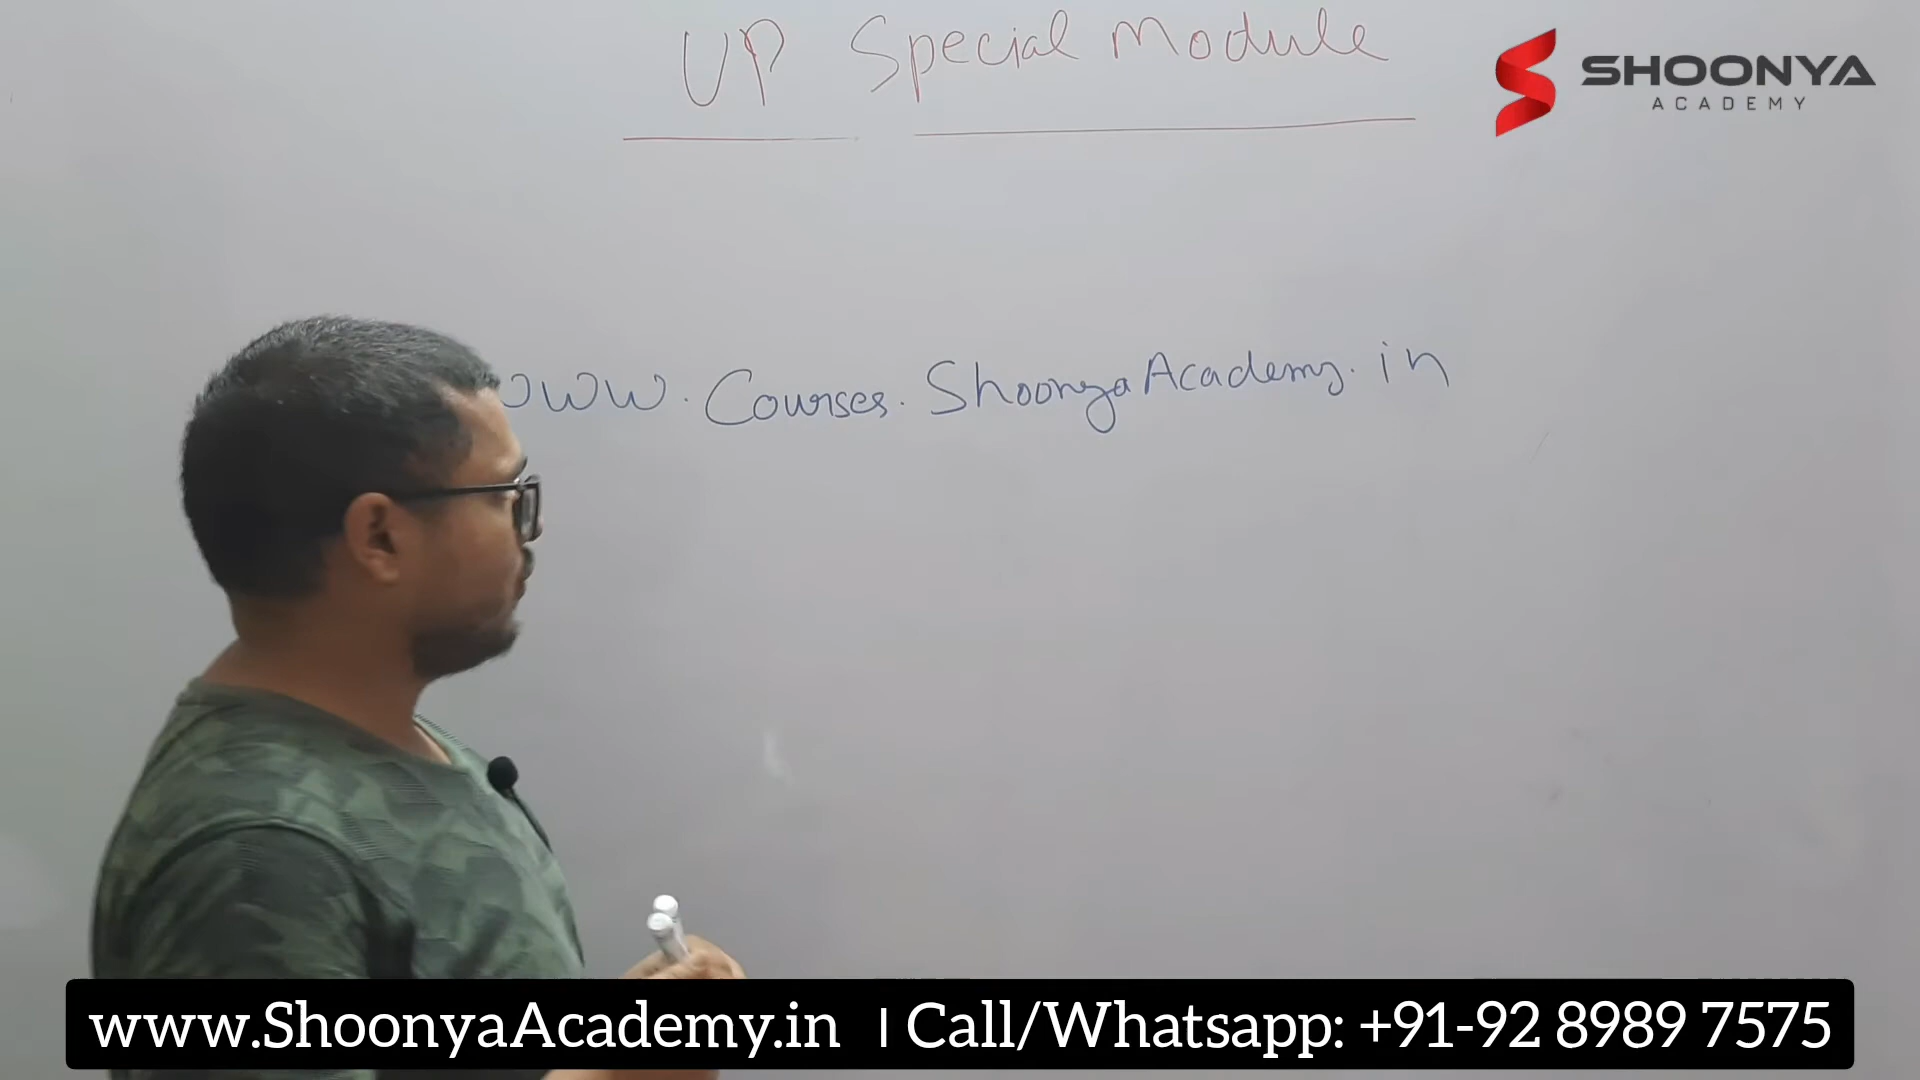 UP Special Module
SHOONYA
ACADEMY
www.Courses.ShoonyaAcademy.in
www.ShoonyaAcademy.in | Call/Whatsapp: +91-92 8989 7575